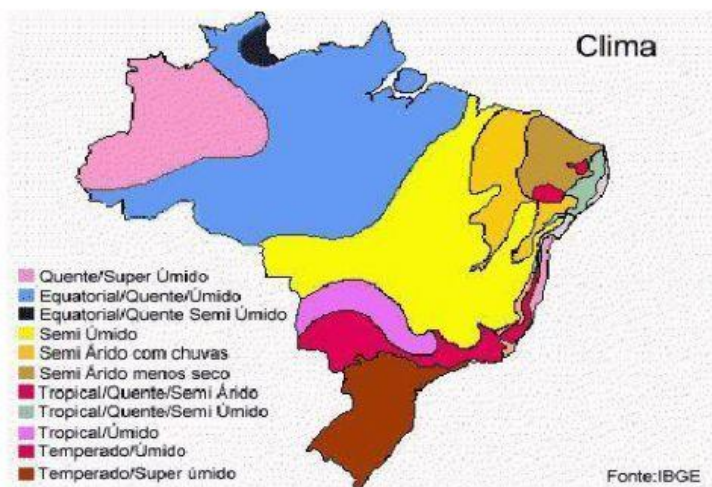 Clima
Quente/Super Úmido
Equatorial/Quente/Úmido
Equatorial/Quente Semi Úmido
Semi Úmido
Semi Árido com chuvas
Semi Árido menos seco
Tropical/Quente/Semi Árido
Tropical/Quente/Semi Úmido
Tropical/Úmido
Temperado/Úmido
Temperado/Super úmido
Fonte:IBGE